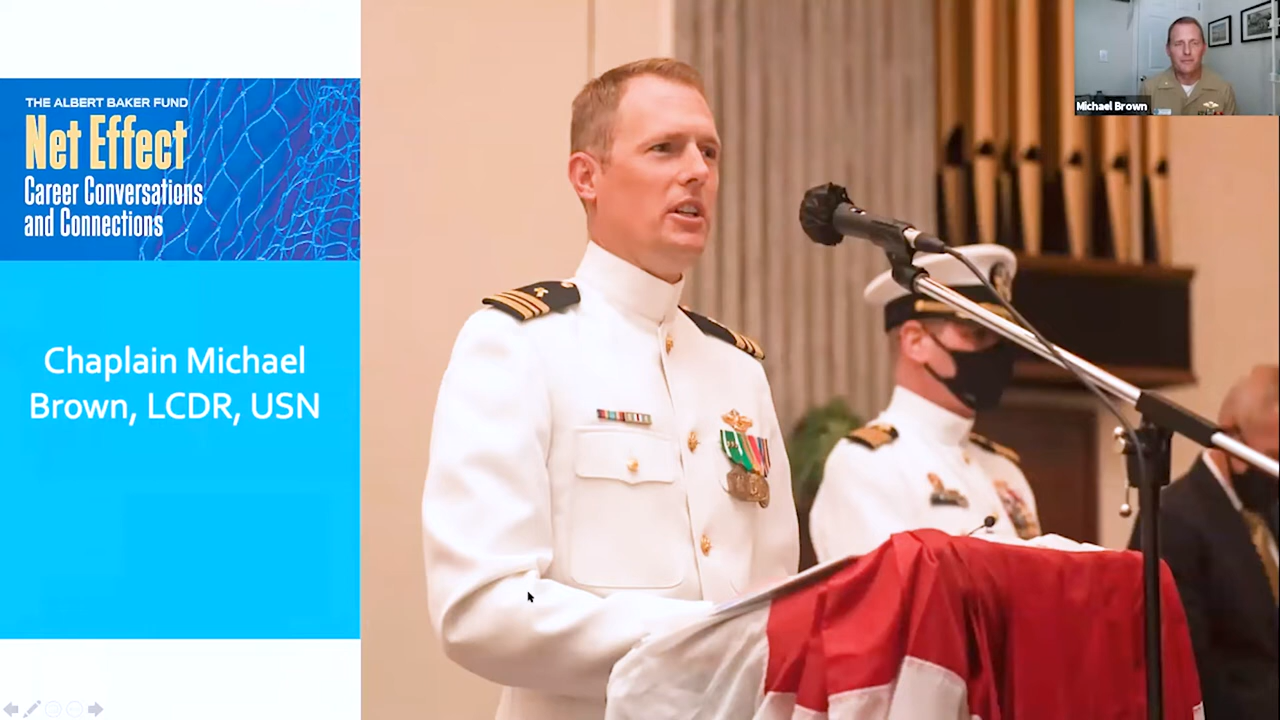 THE ALBERT BAKER FUND
Net Effect
Career Conversations
and Connections
Chaplain Michael
Brown, LCDR, USN
Michael Brown